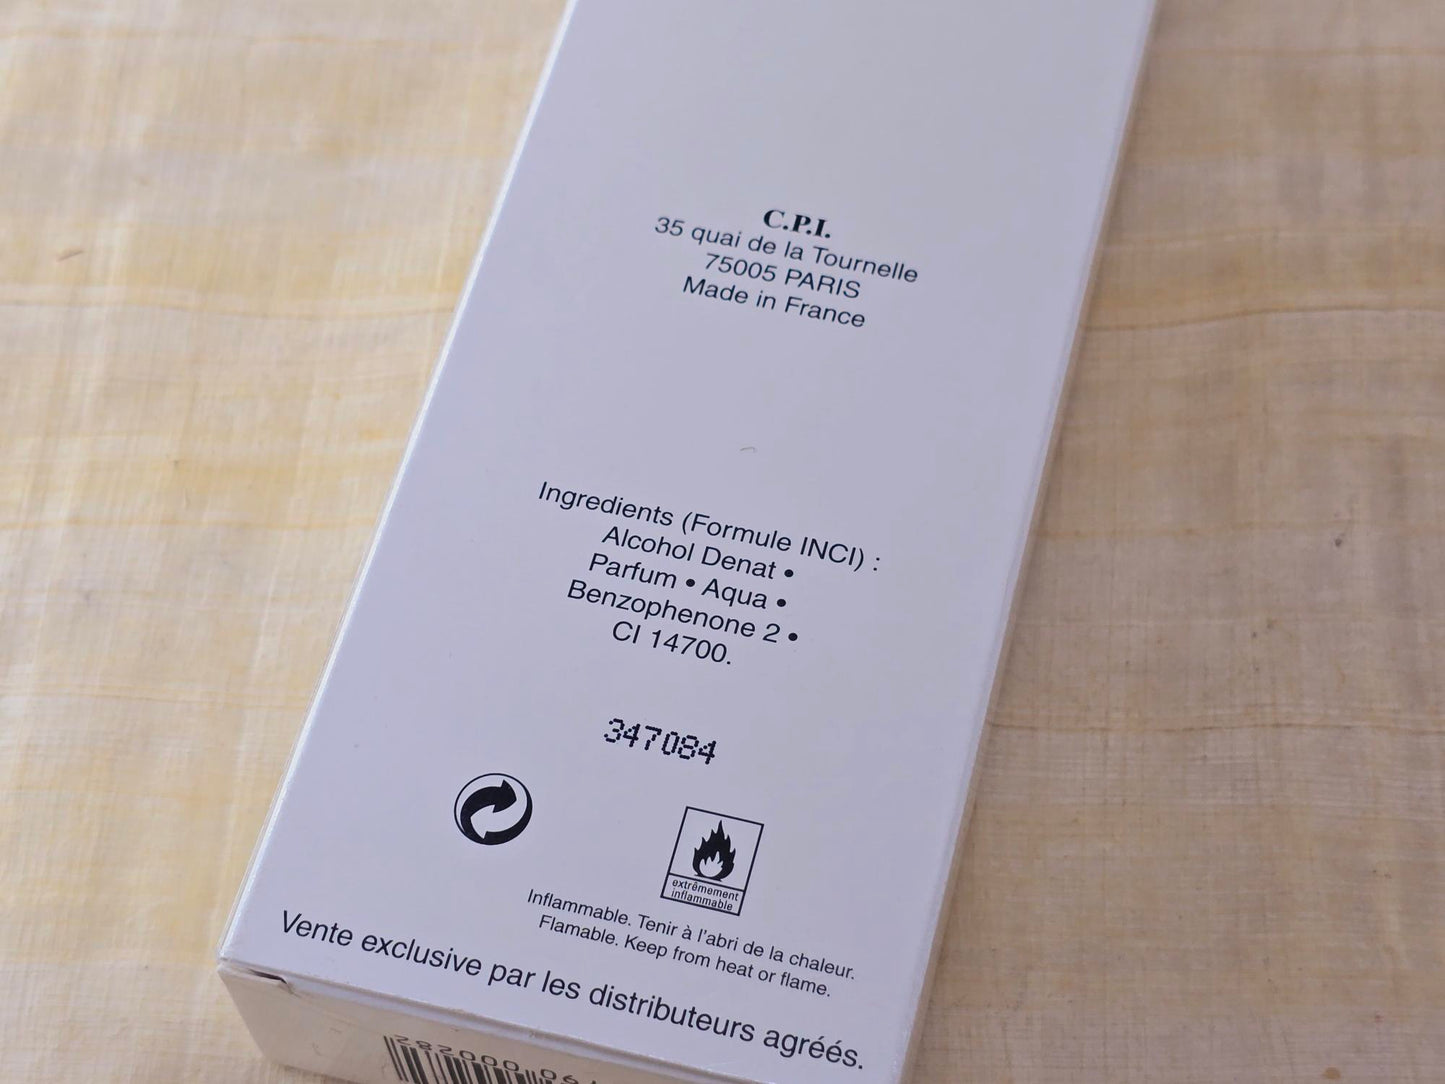 C.P.I.
35 quai de la Tournelle
75005 PARIS
Made in France
Ingredients (Formule INCI) :
Alcohol Denat •
Parfum • Aqua •
Benzophenone 2 •
CI 14700.
347084
extrêmement
inflammable
Inflammable. Tenir à l'abri de la chaleur.
Flamable. Keep from heat or flame.
Vente exclusive par les distributeurs agréés.